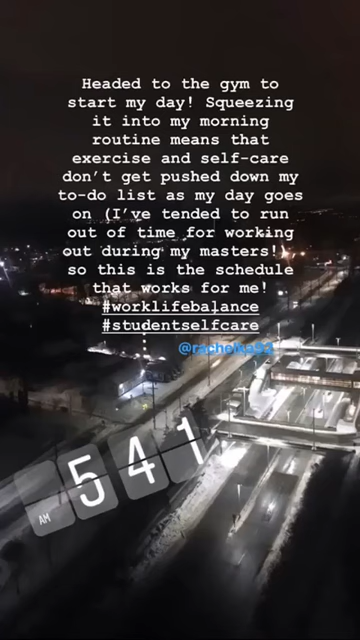 Headed to the gym to
start my day! Squeezing
it into my morning
routine means that
exercise and self-care
don't get pushed down my
to-do list as my day goes
on (I've tended to run
out of time for working
out during my masters!)
so this is the schedule
that works for me!
#worklifebalance
#studentselfcare
@rachelka93
AM 541